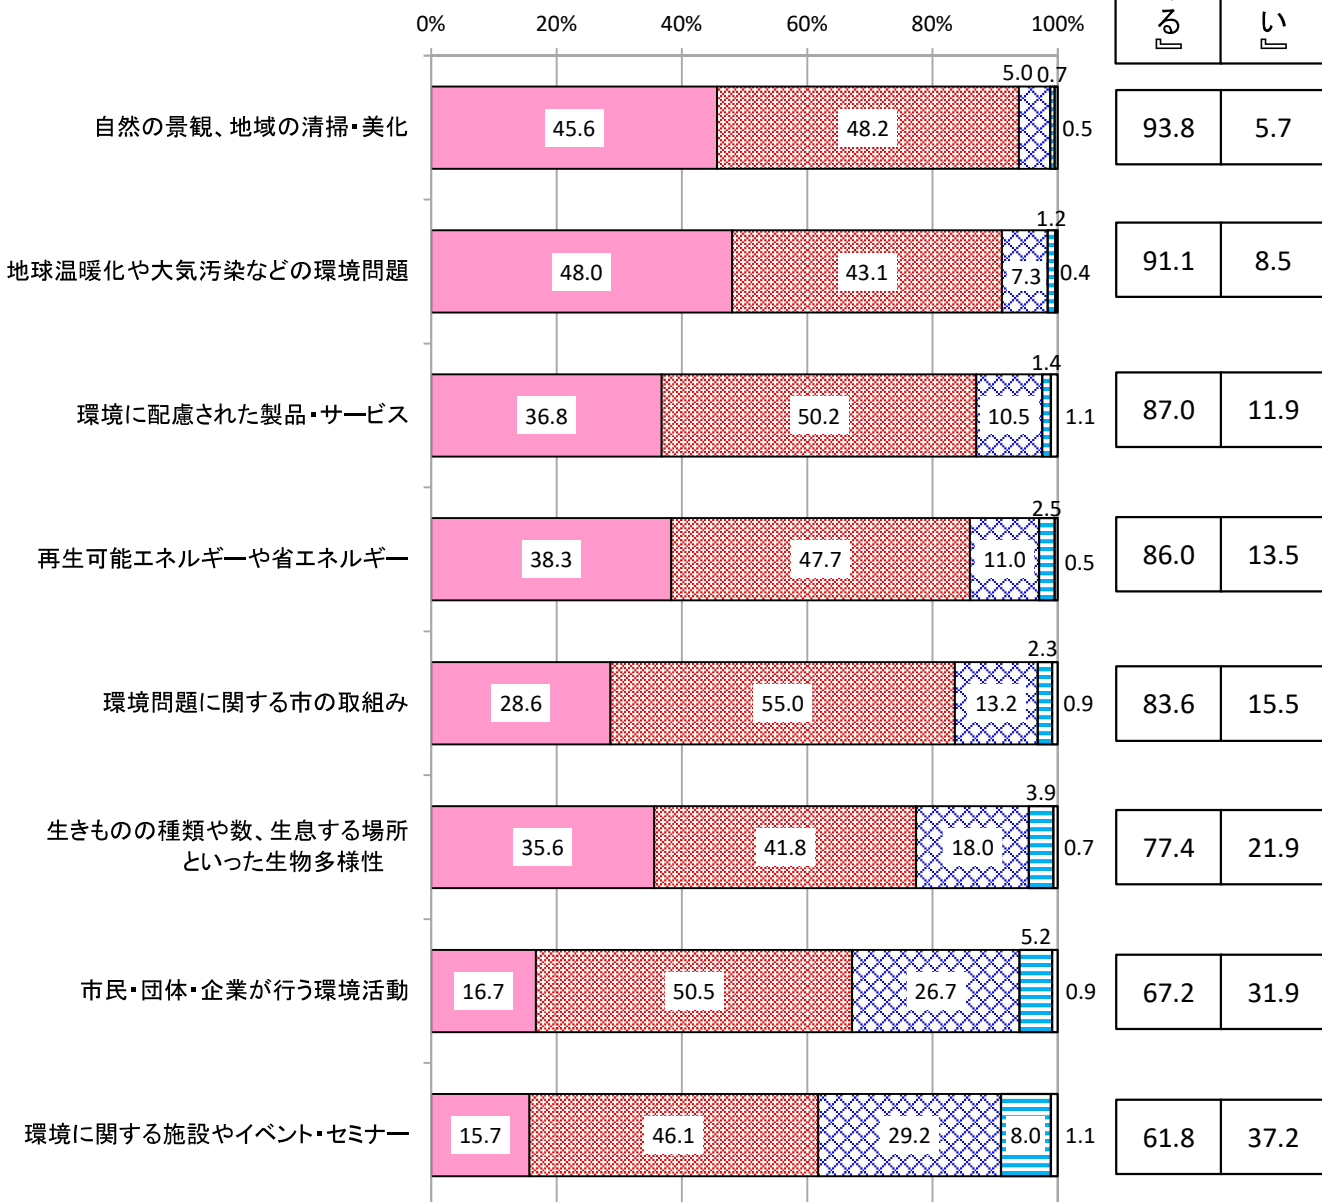 0% 20% 40% 60% 80% 100%
る』
い』
5.0 0.7
自然の景観、地域の清掃・美化 45.6 48.2 0.5 93.8 5.7
1.2
地球温暖化や大気汚染などの環境問題 48.0 43.1 7.3 0.4 91.1 8.5
1.4
環境に配慮された製品・サービス 36.8 50.2 10.5 1.1 87.0 11.9
2.5
再生可能エネルギーや省エネルギー 38.3 47.7 11.0 0.5 86.0 13.5
2.3
環境問題に関する市の取組み 28.6 55.0 13.2 0.9 83.6 15.5
3.9
生きものの種類や数、生息する場所
といった生物多様性 35.6 41.8 18.0 0.7 77.4 21.9
5.2
市民・団体・企業が行う環境活動 16.7 50.5 26.7 0.9 67.2 31.9
環境に関する施設やイベント・セミナー 15.7 46.1 29.2 8.0 1.1 61.8 37.2